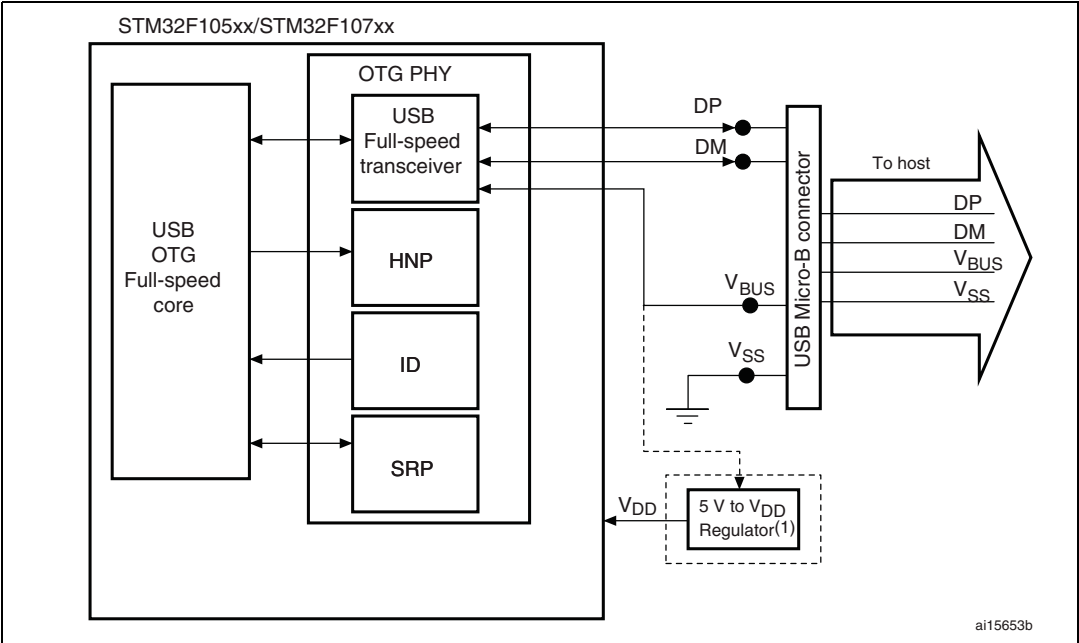 STM32F105xx/STM32F107xx
OTG PHY
USB
Full-speed
transceiver
HNP
ID
SRP
USB
OTG
Full-speed
core
DP
DM
VBUS
VSS
USB Micro-B connector
To host
DP
DM
VBUS
VSS
VDD
5 V to VDD
Regulator(1)
ai15653b